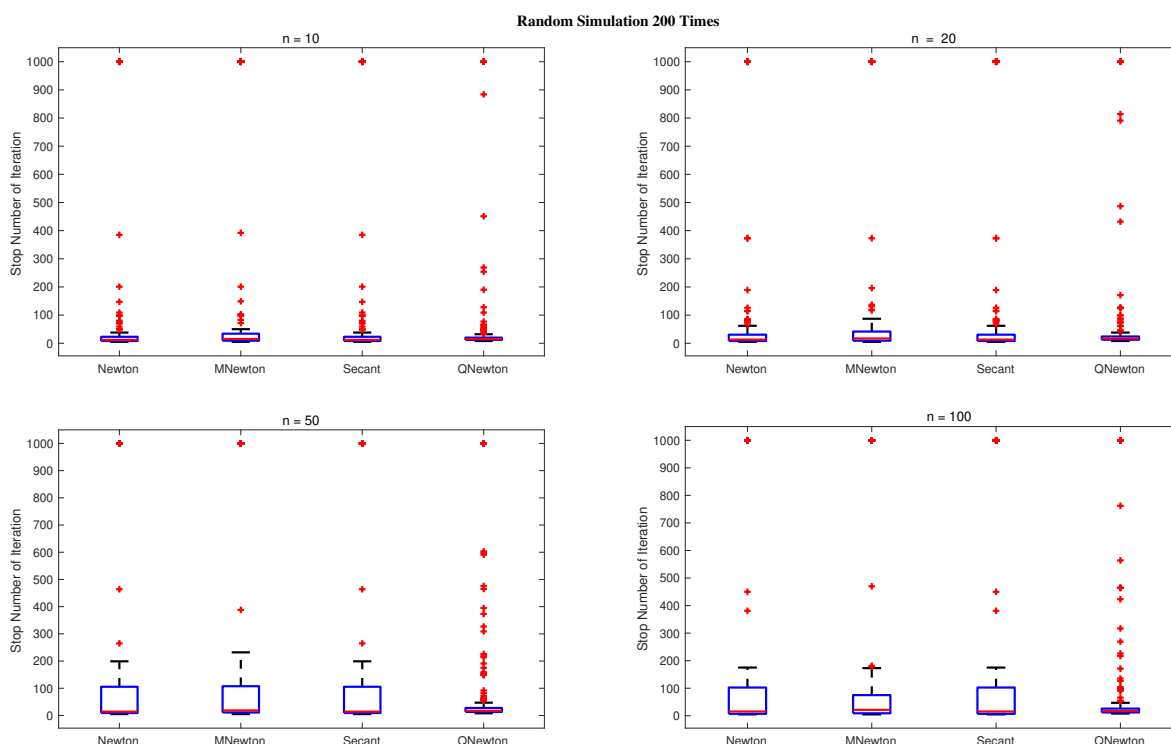 Random Simulation 200 Times
n = 10
Stop Number of Iteration
1000
900
800
700
600
500
400
300
200
100
0
Newton
MNewton
Secant
QNewton
n = 20
Stop Number of Iteration
1000
900
800
700
600
500
400
300
200
100
0
Newton
MNewton
Secant
QNewton
n = 50
Stop Number of Iteration
1000
900
800
700
600
500
400
300
200
100
0
Newton
MNewton
Secant
QNewton
n = 100
Stop Number of Iteration
1000
900
800
700
600
500
400
300
200
100
0
Newton
MNewton
Secant
QNewton